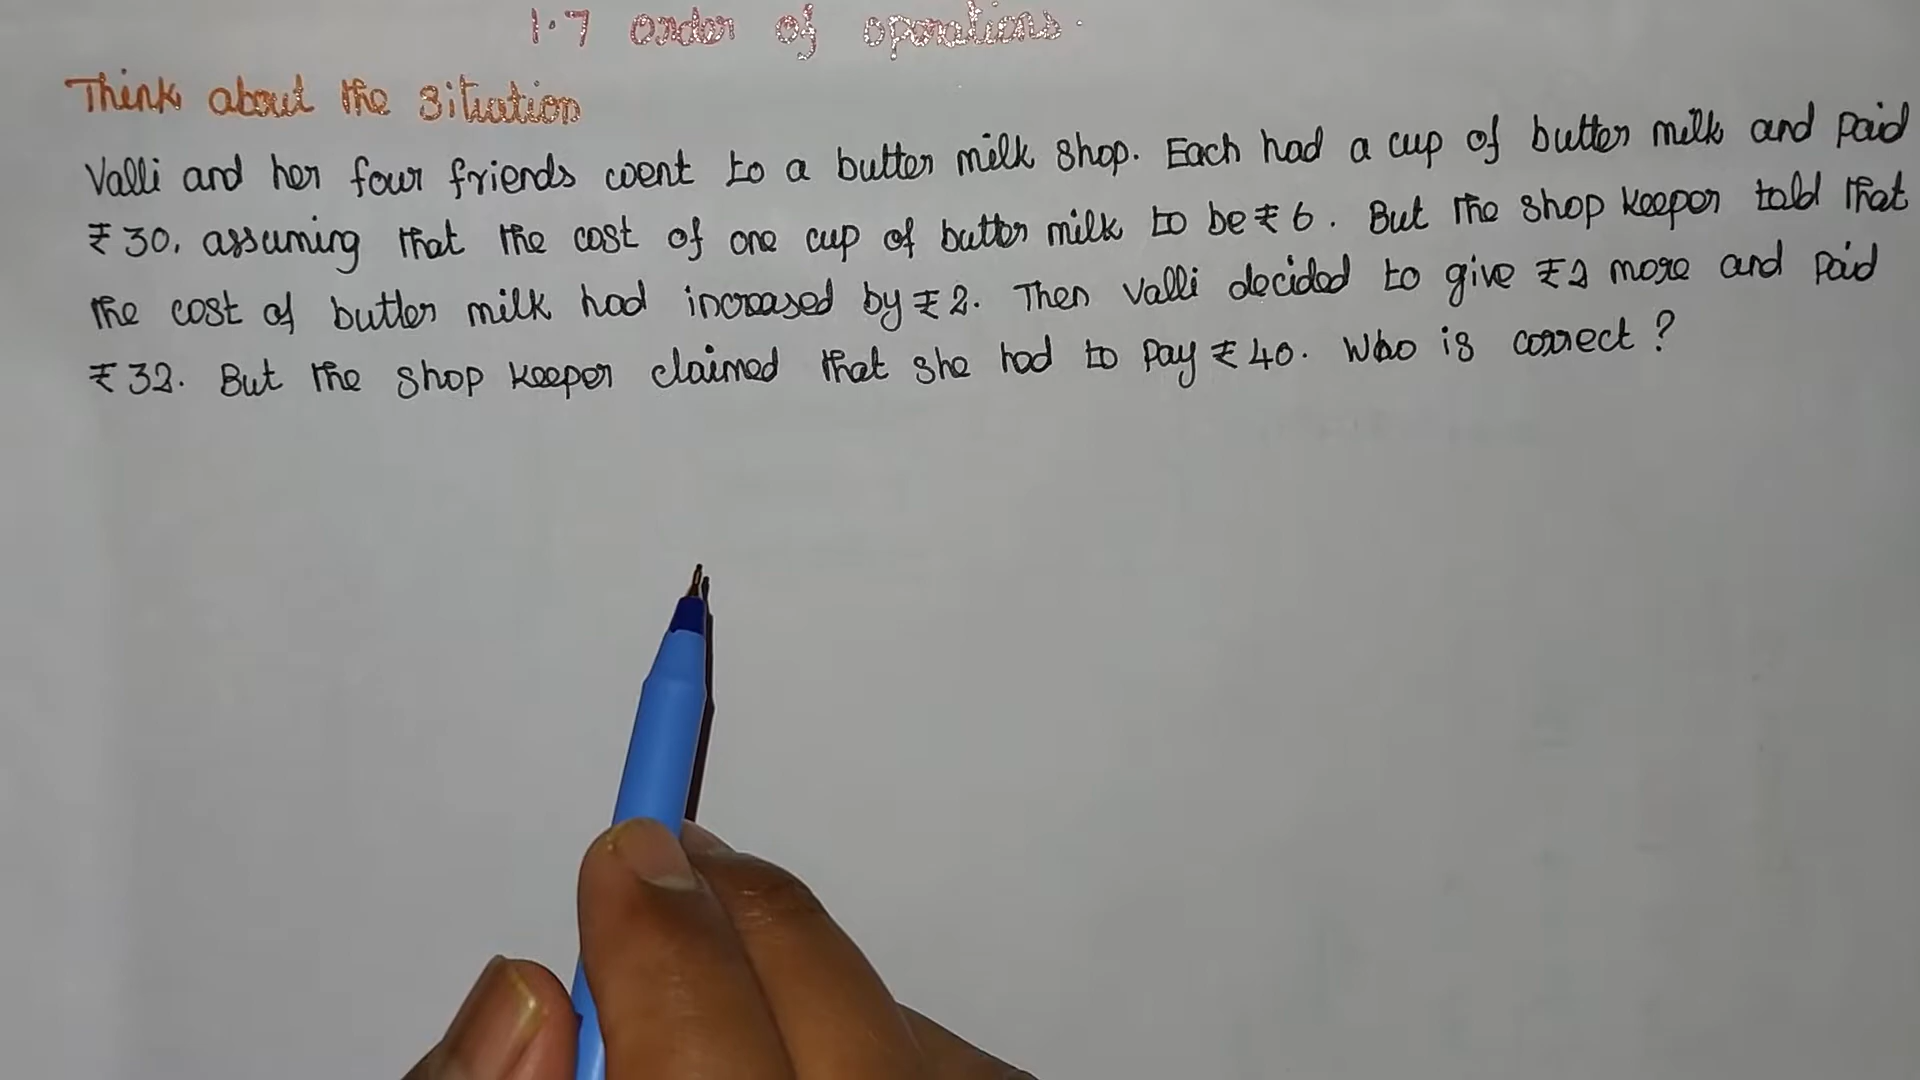 1.7 Order of operations.
Think about the situation
Valli and her four friends went to a butter milk shop. Each had a cup of butter milk and paid
₹30, assuming that the cost of one cup of butter milk to be ₹6. But the shop keeper told that
the cost of butter milk had increased by ₹2. Then Valli decided to give ₹2 more and paid
₹32. But the shop keeper claimed that she had to pay ₹40. Who is correct?